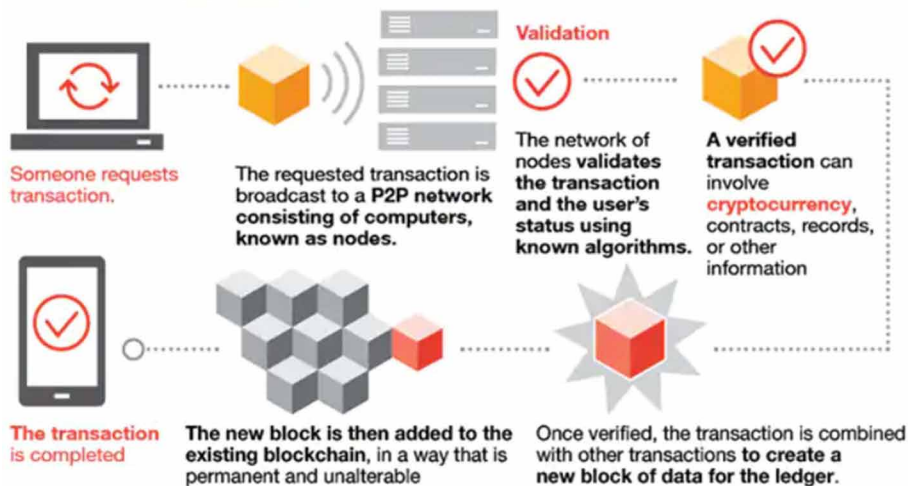 Someone requests
transaction.
The requested transaction is
broadcast to a P2P network
consisting of computers,
known as nodes.
Validation
The network of
nodes validates
the transaction
and the user's
status using
known algorithms.
A verified
transaction can
involve
cryptocurrency,
contracts, records,
or other
information
Once verified, the transaction is combined
with other transactions to create a
new block of data for the ledger.
The new block is then added to the
existing blockchain, in a way that is
permanent and unalterable
The transaction
is completed